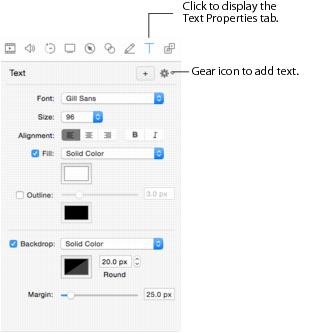 Click to display the
Text Properties tab.
Text
+
Gear icon to add text.
Font: Gill Sans
Size: 96
Alignment: B I
Fill: Solid Color
Outline: 3.0 px
Backdrop: Solid Color
20.0 px
Round
Margin: 25.0 px